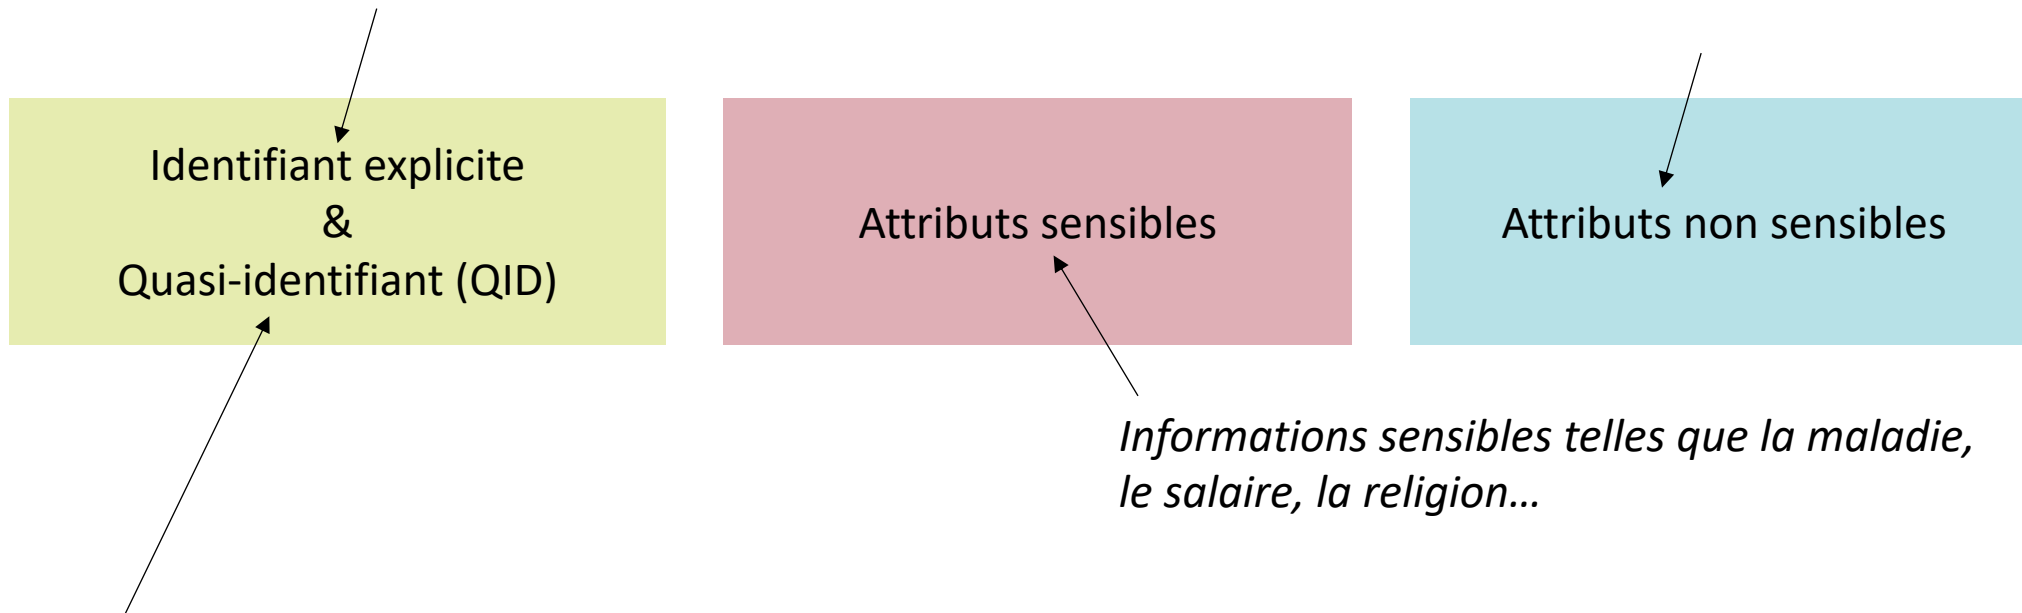 Identifiant explicite
&
Quasi-identifiant (QID)
Attributs sensibles
Attributs non sensibles
Informations sensibles telles que la maladie,
le salaire, la religion…